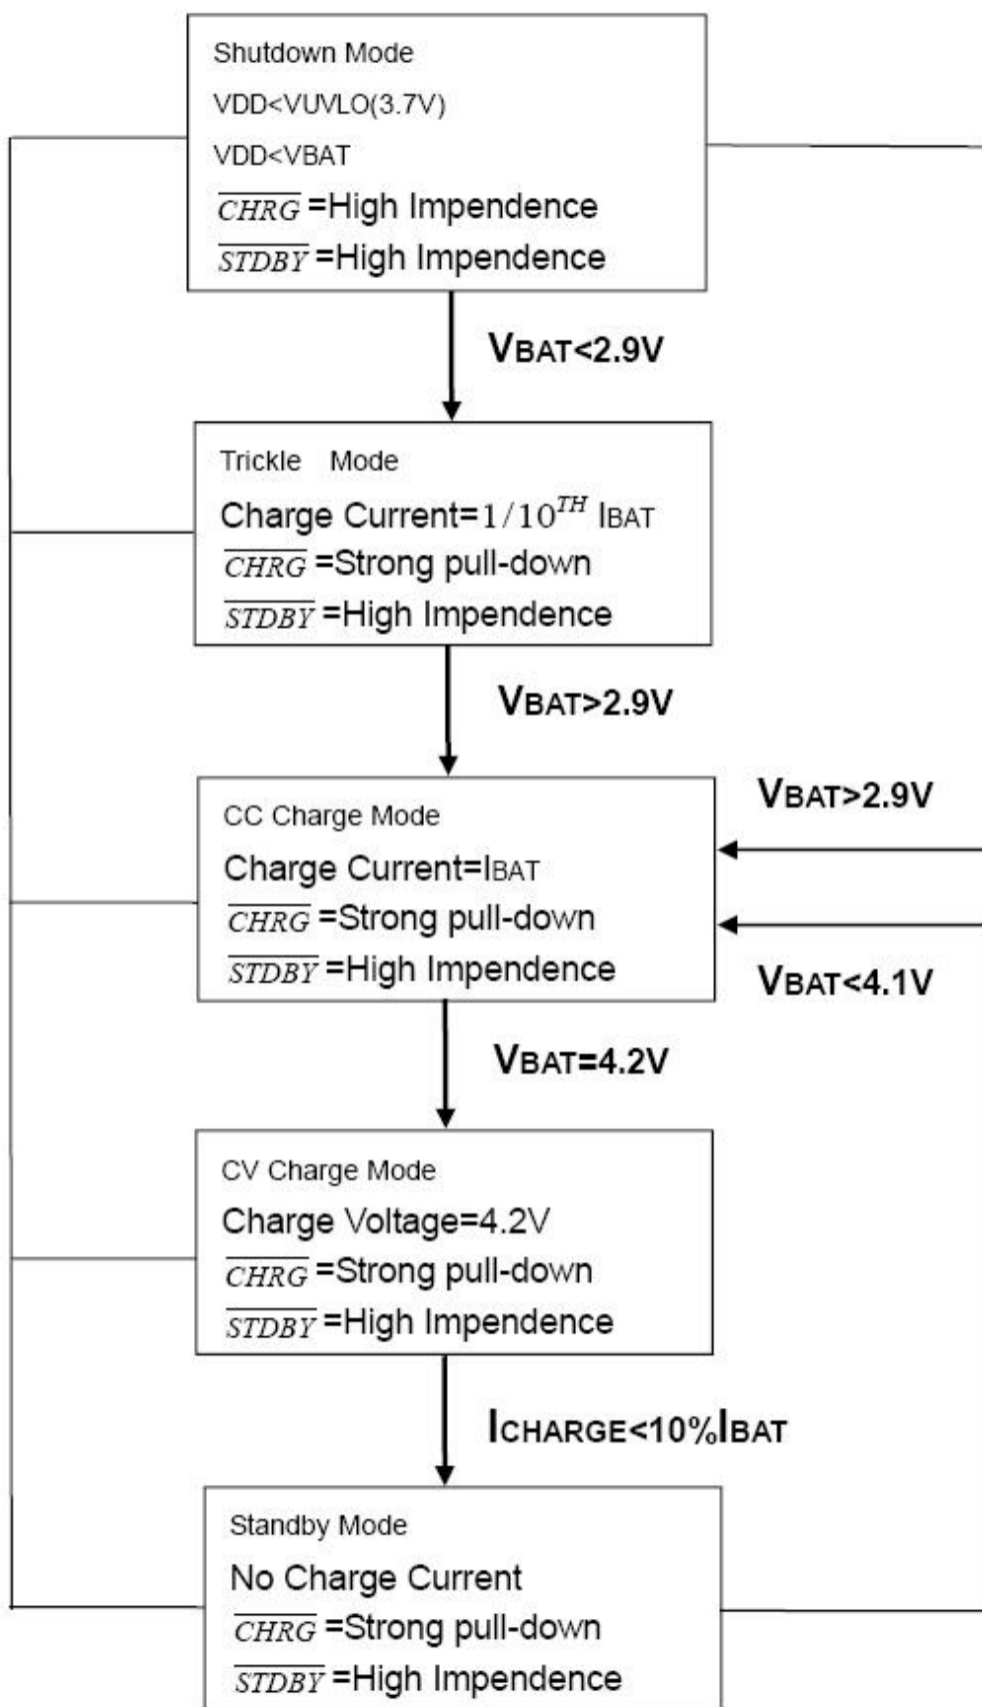 Shutdown Mode
VDD<VUVLO(3.7V)
VDD<VBAT
CHRG=High Impendence
STDBY=High Impendence
VBAT<2.9V
Trickle Mode
Charge Current=1/10TH IBAT
CHRG=Strong pull-down
STDBY=High Impendence
VBAT>2.9V
CC Charge Mode
Charge Current=IBAT
CHRG=Strong pull-down
STDBY=High Impendence
VBAT>2.9V
VBAT<4.1V
VBAT=4.2V
CV Charge Mode
Charge Voltage=4.2V
CHRG=Strong pull-down
STDBY=High Impendence
ICHARGE<10%IBAT
Standby Mode
No Charge Current
CHRG=Strong pull-down
STDBY=High Impendence